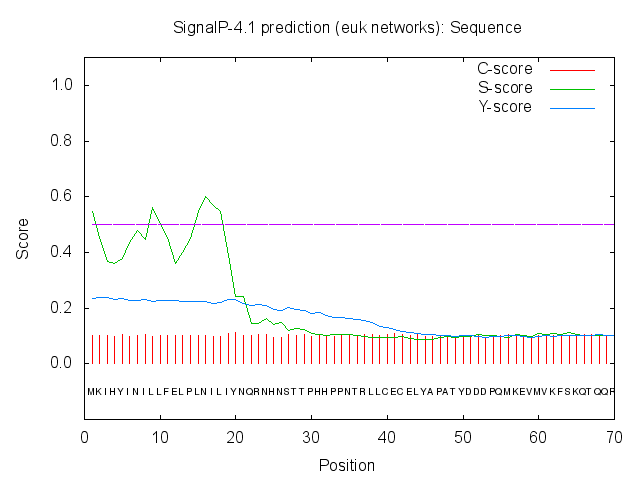 SignalP-4.1 prediction (euk networks): Sequence
C-score
S-score
Y-score
1.0
0.8
0.6
0.4
0.2
0.0
Score
MKIHYINILLFELPLNILIYNQRNHNSTTPHHPPNTRLLCECELYAPATYDDDPQMKEVMVKFSKQTQQ
0 10 20 30 40 50 60 70
Position